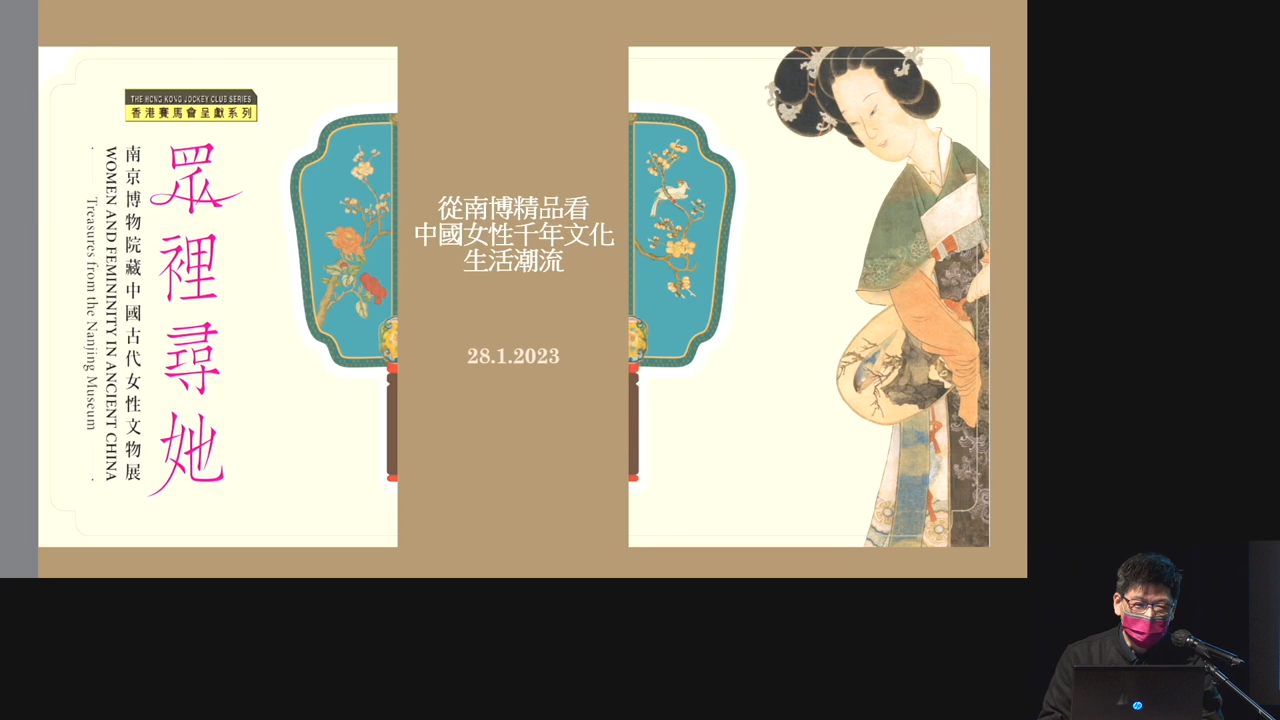 THE HONG KONG JOCKEY CLUB SERIES
香港賽馬會呈獻系列
眾裡尋她
南京博物院藏中國古代女性文物展
WOMEN AND FEMININITY IN ANCIENT CHINA
Treasures from the Nanjing Museum
從南博精品看
中國女性千年文化
生活潮流
28.1.2023
hp